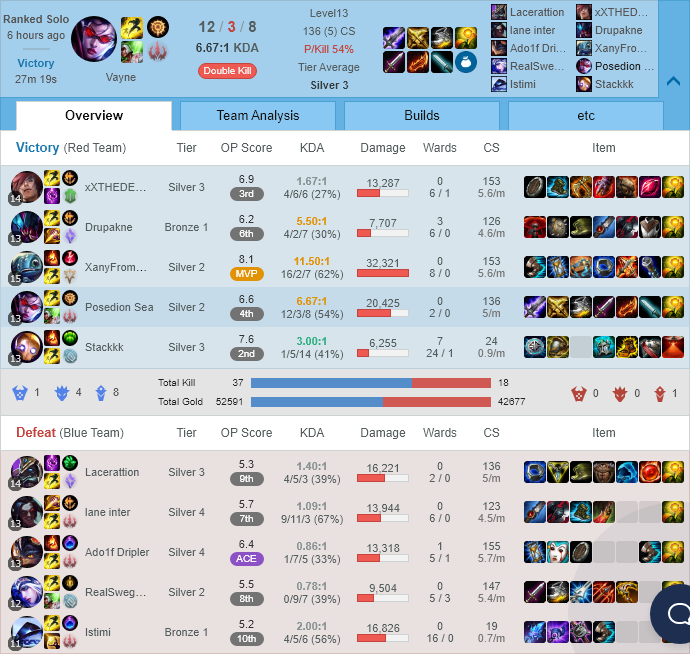 Ranked Solo
6 hours ago
Victory
27m 19s
Vayne
12 / 3 / 8
6.67:1 KDA
Double Kill
Level13
136 (5) CS
P/Kill 54%
Tier Average
Silver 3
Lacerattion
lane inter
Ado1f Dri...
RealSwe...
Istimi
xXTHED...
Drupakne
XanyFro...
Posedion ...
Stackkk
Overview
Team Analysis
Builds
etc
Victory (Red Team) Tier OP Score KDA Damage Wards CS Item
14 xXTHEDE... Silver 3 6.9 3rd 1.67:1 4/6/6 (27%) 13,287 0 6 / 1 153 5.6/m
13 Drupakne Bronze 1 6.2 6th 5.50:1 4/2/7 (30%) 7,707 3 6 / 0 126 4.6/m
15 XanyFrom... Silver 2 8.1 MVP 11.50:1 16/2/7 (62%) 32,321 0 8 / 0 153 5.6/m
13 Posedion Sea Silver 2 6.6 4th 6.67:1 12/3/8 (54%) 20,425 0 2 / 0 136 5/m
13 Stackkk Silver 3 7.6 2nd 3.00:1 1/5/14 (41%) 6,255 7 24 / 1 24 0.9/m
1 4 8
Total Kill 37 18
Total Gold 52591 42677
0 0 1
Defeat (Blue Team) Tier OP Score KDA Damage Wards CS Item
14 Lacerattion Silver 3 5.3 9th 1.40:1 4/5/3 (39%) 16,221 0 2 / 0 136 5/m
13 lane inter Silver 4 5.7 7th 1.09:1 9/11/3 (67%) 13,944 0 6 / 0 123 4.5/m
13 Ado1f Dripler Silver 4 6.4 ACE 0.86:1 1/7/5 (33%) 13,318 1 5 / 1 155 5.7/m
12 RealSweg... Silver 2 5.5 8th 0.78:1 0/9/7 (39%) 9,504 0 5 / 3 147 5.4/m
11 Istimi Bronze 1 5.2 10th 2.00:1 4/5/6 (56%) 16,826 0 16 / 0 19 0.7/m